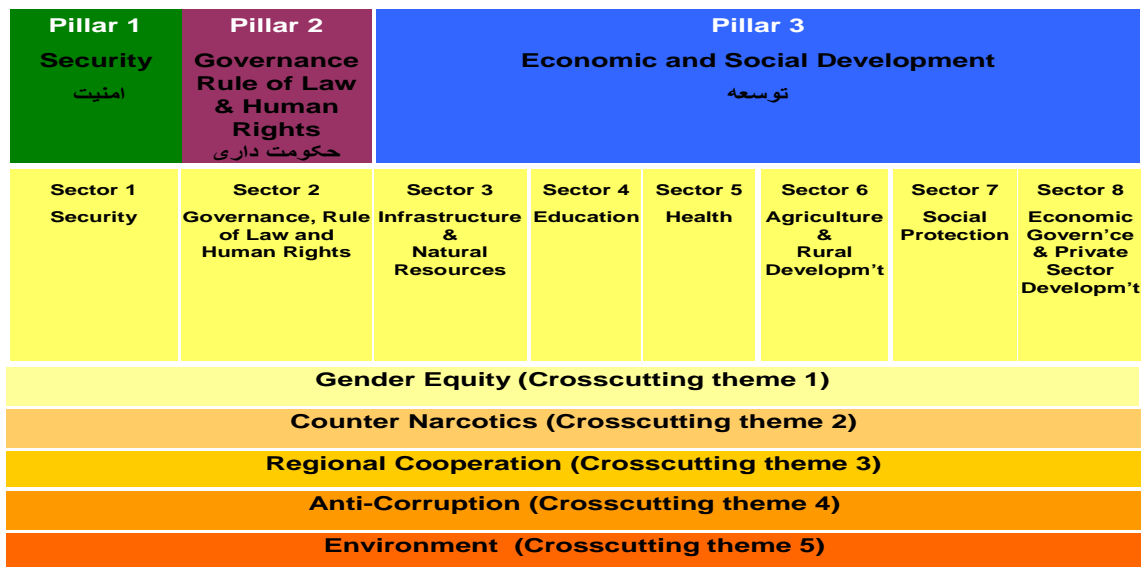 Pillar 1
Security
امنیت
Pillar 2
Governance
Rule of Law
& Human
Rights
حکومت داری
Pillar 3
Economic and Social Development
توسعه
Sector 1
Security
Sector 2
Governance, Rule
of Law and
Human Rights
Sector 3
Infrastructure
&
Natural
Resources
Sector 4
Education
Sector 5
Health
Sector 6
Agriculture
&
Rural
Developm’t
Sector 7
Social
Protection
Sector 8
Economic
Govern’ce
& Private
Sector
Developm’t
Gender Equity (Crosscutting theme 1)
Counter Narcotics (Crosscutting theme 2)
Regional Cooperation (Crosscutting theme 3)
Anti-Corruption (Crosscutting theme 4)
Environment (Crosscutting theme 5)